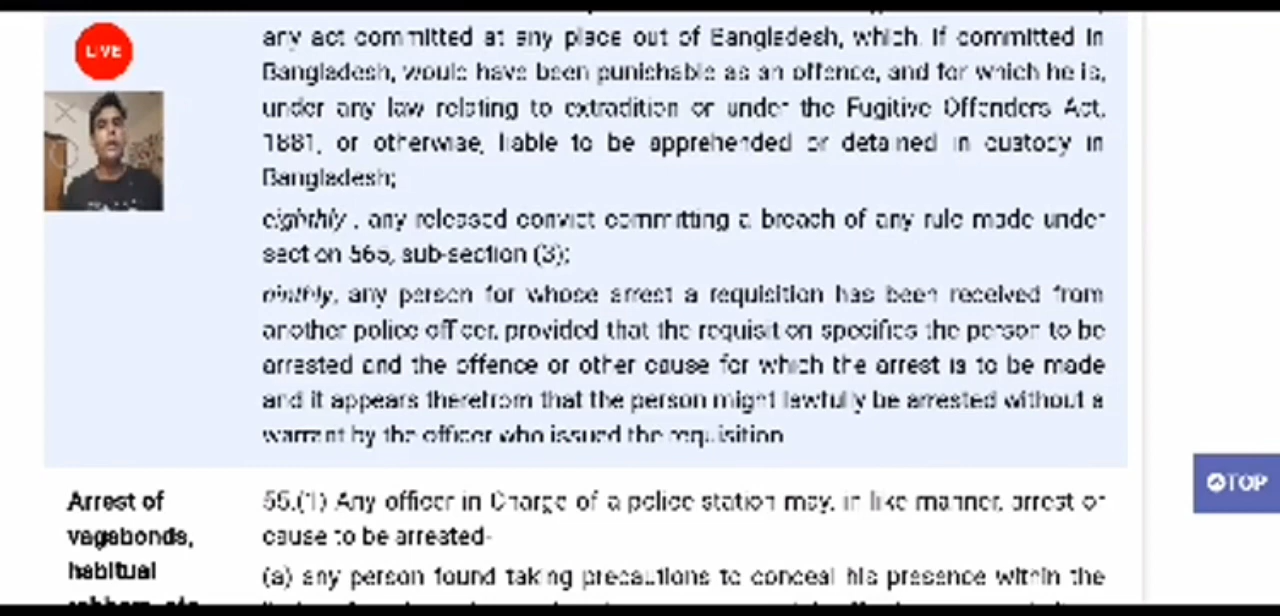 LIVE
any act committed at any place out of Bangladesh, which, if committed in
Bangladesh, would have been punishable as an offence, and for which he is,
under any law relating to extradition or under the Fugitive Offenders Act,
1881, or otherwise, liable to be apprehended or detained in custody in
Bangladesh;
eighthly , any released convict committing a breach of any rule made under
section 565, sub-section (3);
ninthly, any person for whose arrest a requisition has been received from
another police officer, provided that the requisition specifies the person to be
arrested and the offence or other cause for which the arrest is to be made
and it appears therefrom that the person might lawfully be arrested without a
warrant by the officer who issued the requisition
TOP
Arrest of
vagabonds,
habitual
55.(1) Any officer in Charge of a police station may, in like manner, arrest or
cause to be arrested-
(a) any person found taking precautions to conceal his presence within the